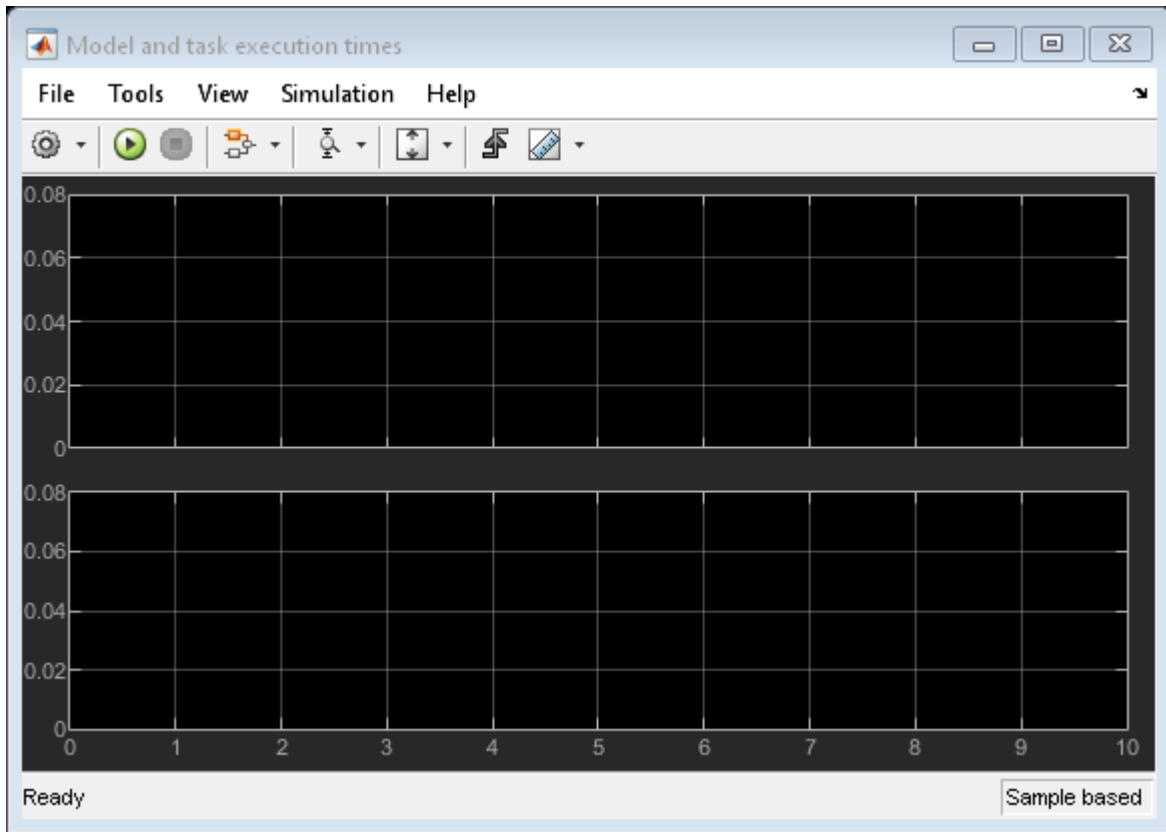 Model and task execution times
File Tools View Simulation Help
0.08
0.06
0.04
0.02
0
0.08
0.06
0.04
0.02
0
0 1 2 3 4 5 6 7 8 9 10
Ready Sample based